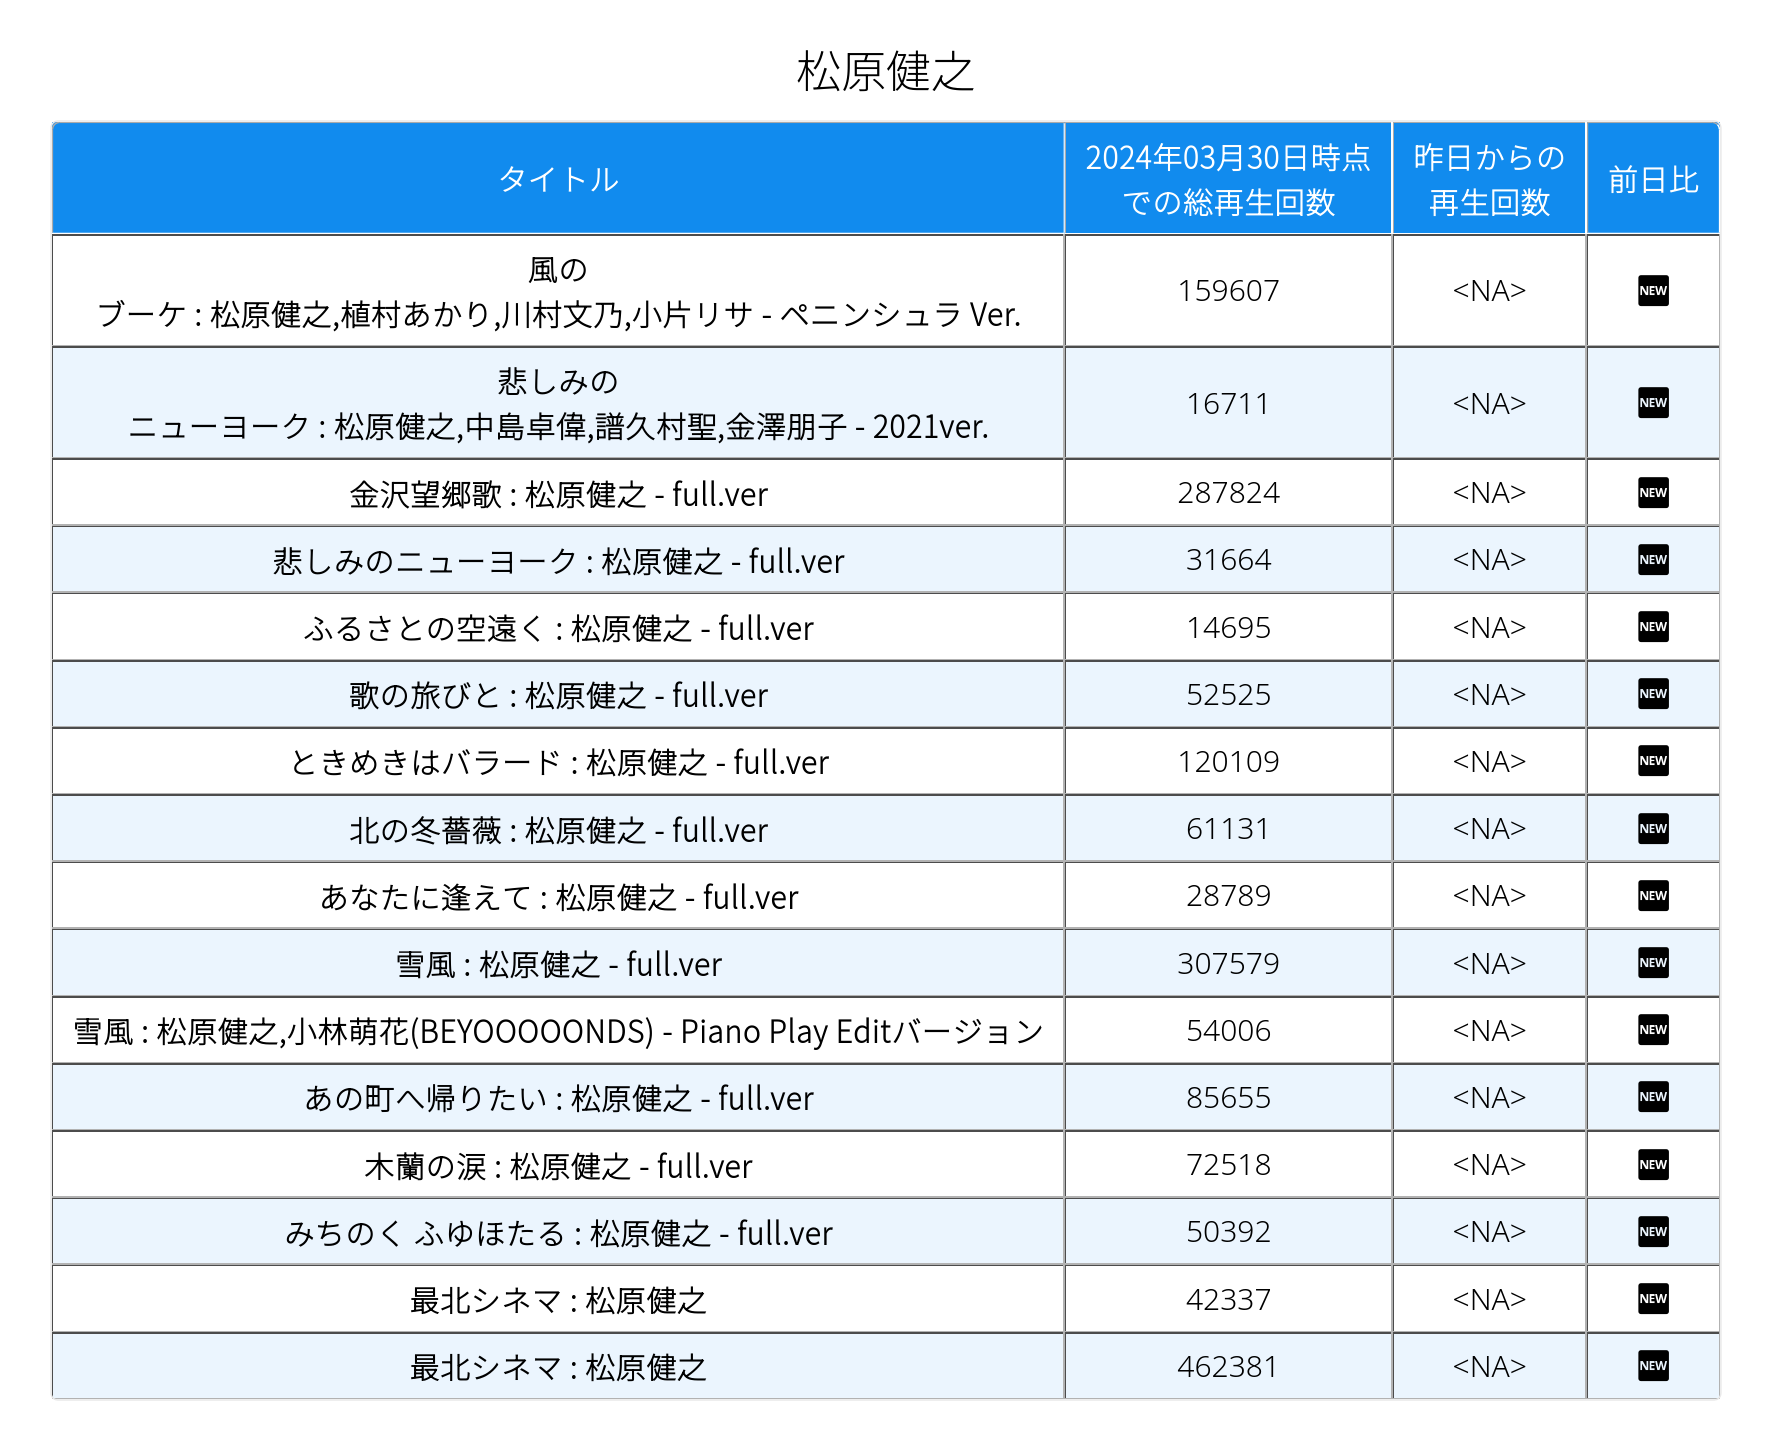 松原健之
タイトル
2024年03月30日時点
での総再生回数
昨日からの
再生回数
前日比
風の
ブーケ : 松原健之,植村あかり,川村文乃,小片リサ - ペニンシュラ Ver.
159607
<NA>
NEW
悲しみの
ニューヨーク : 松原健之,中島卓偉,譜久村聖,金澤朋子 - 2021ver.
16711
<NA>
NEW
金沢望郷歌 : 松原健之 - full.ver
287824
<NA>
NEW
悲しみのニューヨーク : 松原健之 - full.ver
31664
<NA>
NEW
ふるさとの空遠く : 松原健之 - full.ver
14695
<NA>
NEW
歌の旅びと : 松原健之 - full.ver
52525
<NA>
NEW
ときめきはバラード : 松原健之 - full.ver
120109
<NA>
NEW
北の冬薔薇 : 松原健之 - full.ver
61131
<NA>
NEW
あなたに逢えて : 松原健之 - full.ver
28789
<NA>
NEW
雪風 : 松原健之 - full.ver
307579
<NA>
NEW
雪風 : 松原健之,小林萌花(BEYOOOOONDS) - Piano Play Editバージョン
54006
<NA>
NEW
あの町へ帰りたい : 松原健之 - full.ver
85655
<NA>
NEW
木蘭の涙 : 松原健之 - full.ver
72518
<NA>
NEW
みちのく ふゆほたる : 松原健之 - full.ver
50392
<NA>
NEW
最北シネマ : 松原健之
42337
<NA>
NEW
最北シネマ : 松原健之
462381
<NA>
NEW